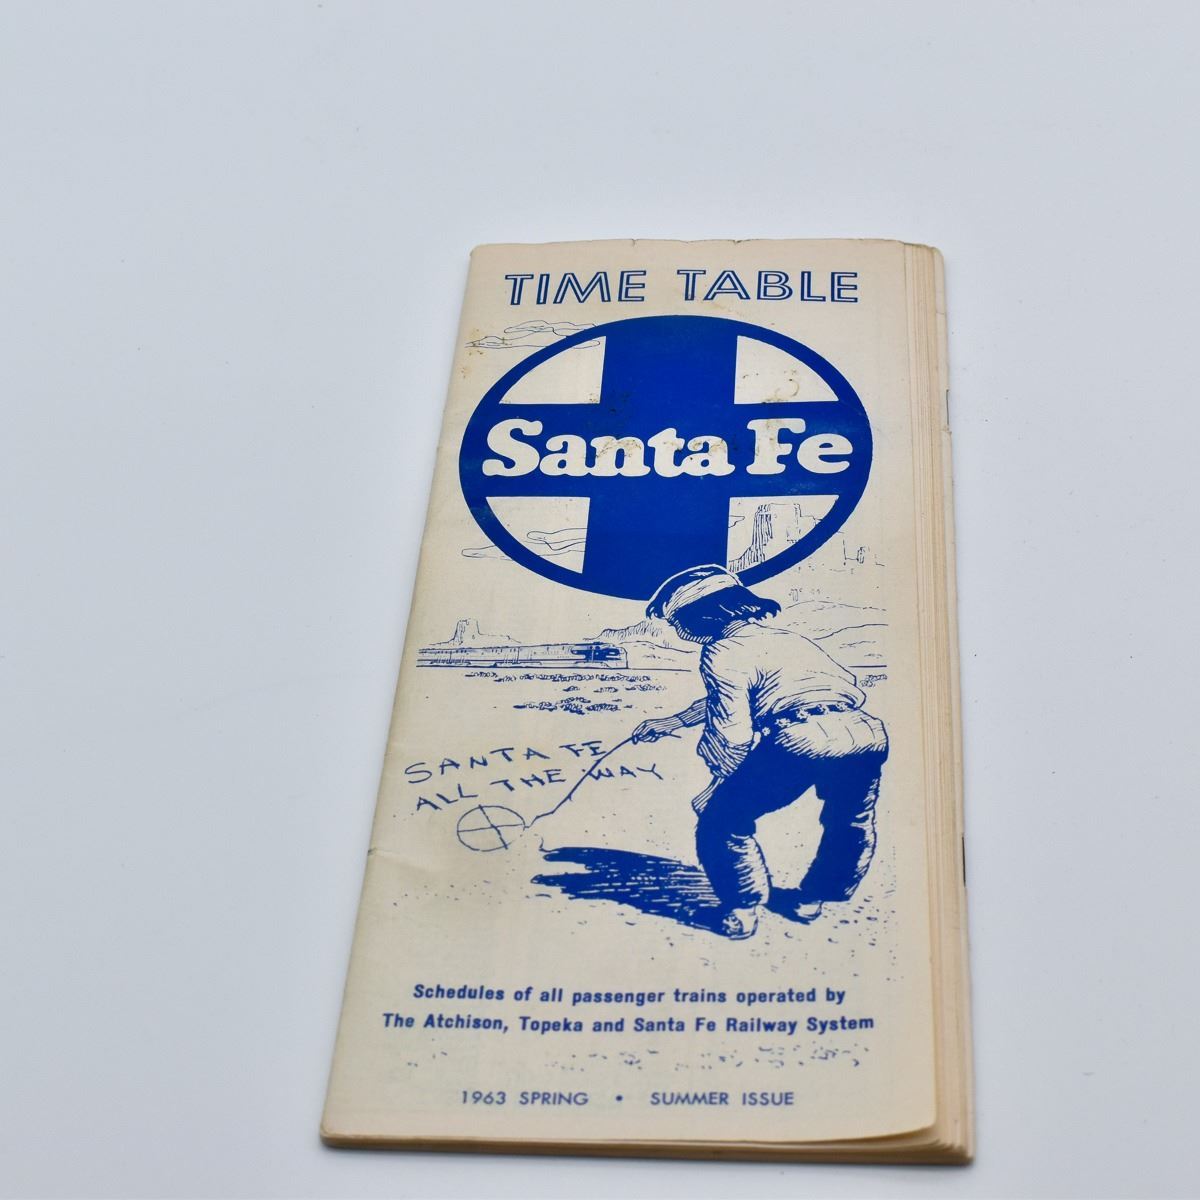 TIME TABLE
Santa Fe
SANTA FE
ALL THE WAY
Schedules of all passenger trains operated by
The Atchison, Topeka and Santa Fe Railway System
1963 SPRING • SUMMER ISSUE